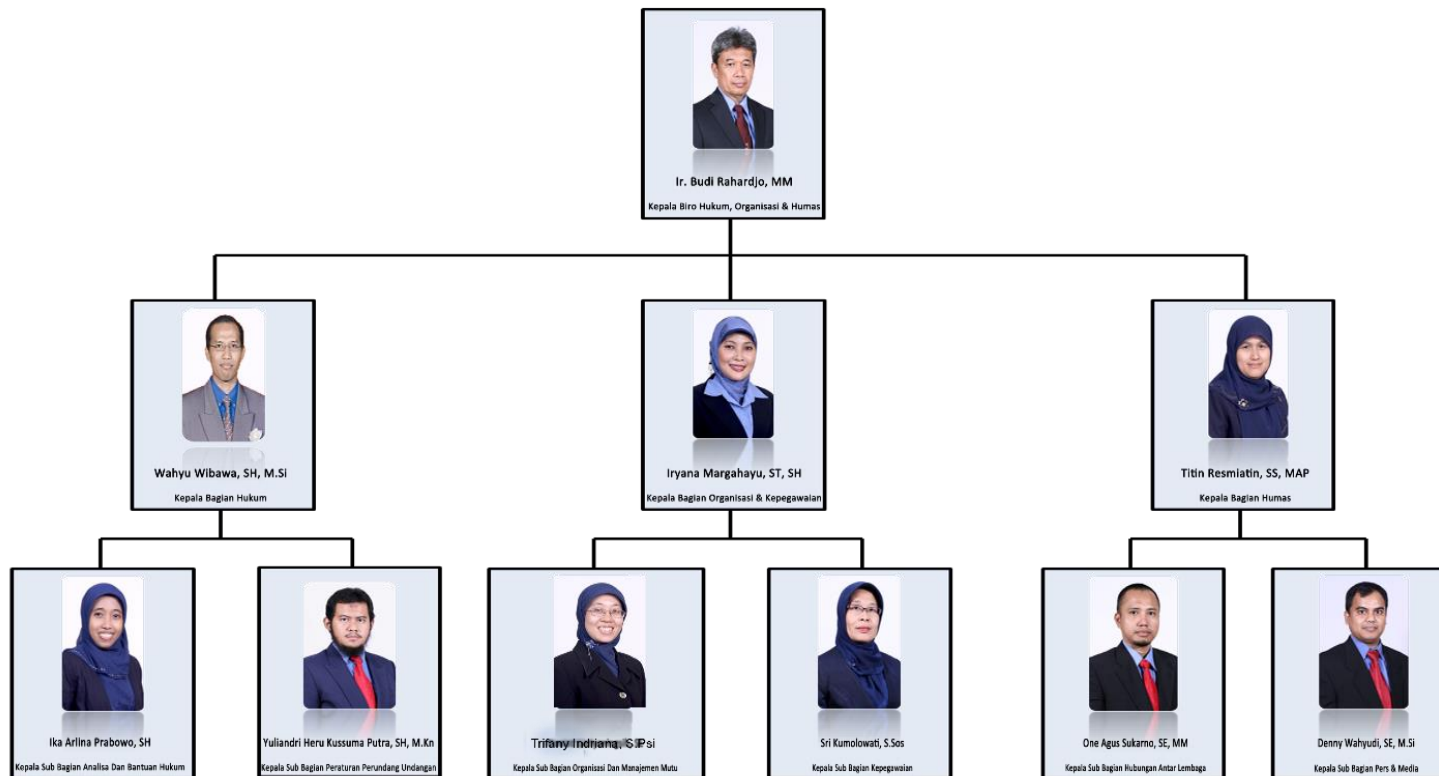 Ir. Budi Rahardjo, MM
Kepala Biro Hukum, Organisasi & Humas
Wahyu Wibawa, SH, M.Si
Kepala Bagian Hukum
Iryana Margahayu, ST, SH
Kepala Bagian Organisasi & Kepegawaian
Titin Resmiatin, SS, MAP
Kepala Bagian Humas
Ika Arlina Prabowo, SH
Kepala Sub Bagian Analisa Dan Bantuan Hukum
Yuliandri Heru Kussuma Putra, SH, M.Kn
Kepala Sub Bagian Peraturan Perundang Undangan
Trifany Indriana, S.Psi
Kepala Sub Bagian Organisasi Dan Manajemen Mutu
Sri Kumolowati, S.Sos
Kepala Sub Bagian Kepegawaian
One Agus Sukarno, SE, MM
Kepala Sub Bagian Hubungan Antar Lembaga
Denny Wahyudi, SE, M.Si
Kepala Sub Bagian Pers & Media